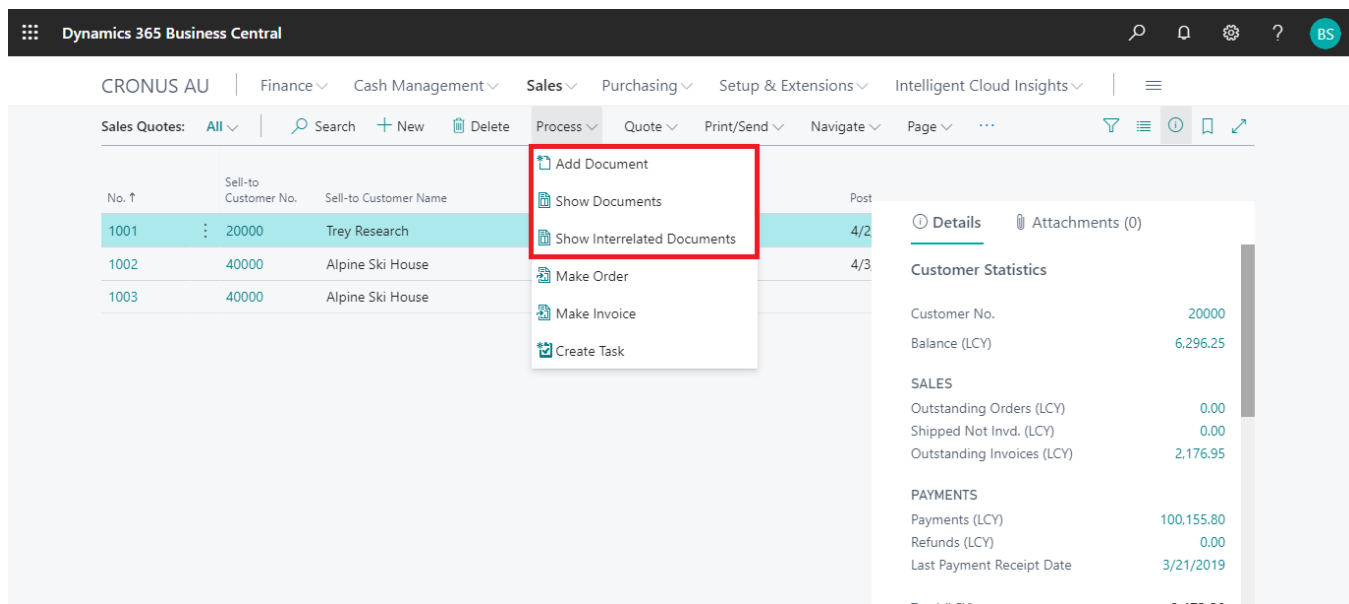 Dynamics 365 Business Central
? BS
CRONUS AU Finance Cash Management Sales Purchasing Setup & Extensions Intelligent Cloud Insights
Sales Quotes: All Search + New Delete Process Quote Print/Send Navigate Page ...
Add Document
Show Documents
Show Interrelated Documents
Make Order
Make Invoice
Create Task
No. ↑ Sell-to Customer No. Sell-to Customer Name Post
1001 20000 Trey Research 4/2
1002 40000 Alpine Ski House 4/3
1003 40000 Alpine Ski House
Details Attachments (0)
Customer Statistics
Customer No. 20000
Balance (LCY) 6,296.25
SALES
Outstanding Orders (LCY) 0.00
Shipped Not Invd. (LCY) 0.00
Outstanding Invoices (LCY) 2,176.95
PAYMENTS
Payments (LCY) 100,155.80
Refunds (LCY) 0.00
Last Payment Receipt Date 3/21/2019